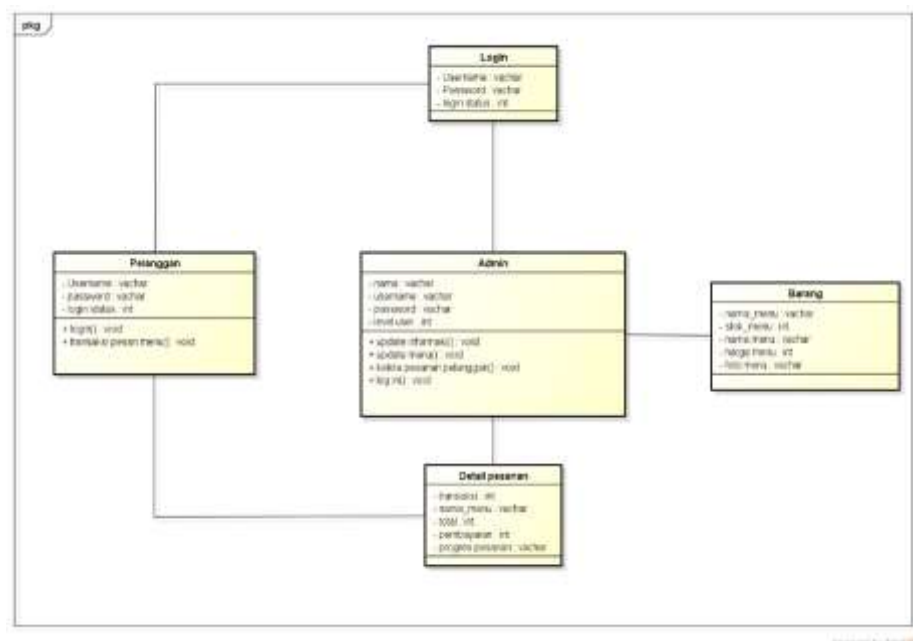 pkg
Login
- Username : vachar
- Password : vachar
- login status : int
Pelanggan
- Username : vachar
- password : vachar
- login status : int
+ login() : void
+ transaksi pesan menu() : void
Admin
- nama : vachar
- username : vachar
- password : vachar
- level user : int
+ update informasi() : void
+ update menu() : void
+ kelola pesanan pelanggan() : void
+ log in() : void
Barang
- nama_menu : vachar
- stok_menu : int
- nama menu : vachar
- harga menu : int
- foto menu : vachar
Detail pesanan
- transaksi : int
- nama_menu : vachar
- total : int
- pembayaran : int
- progres pesanan : vachar